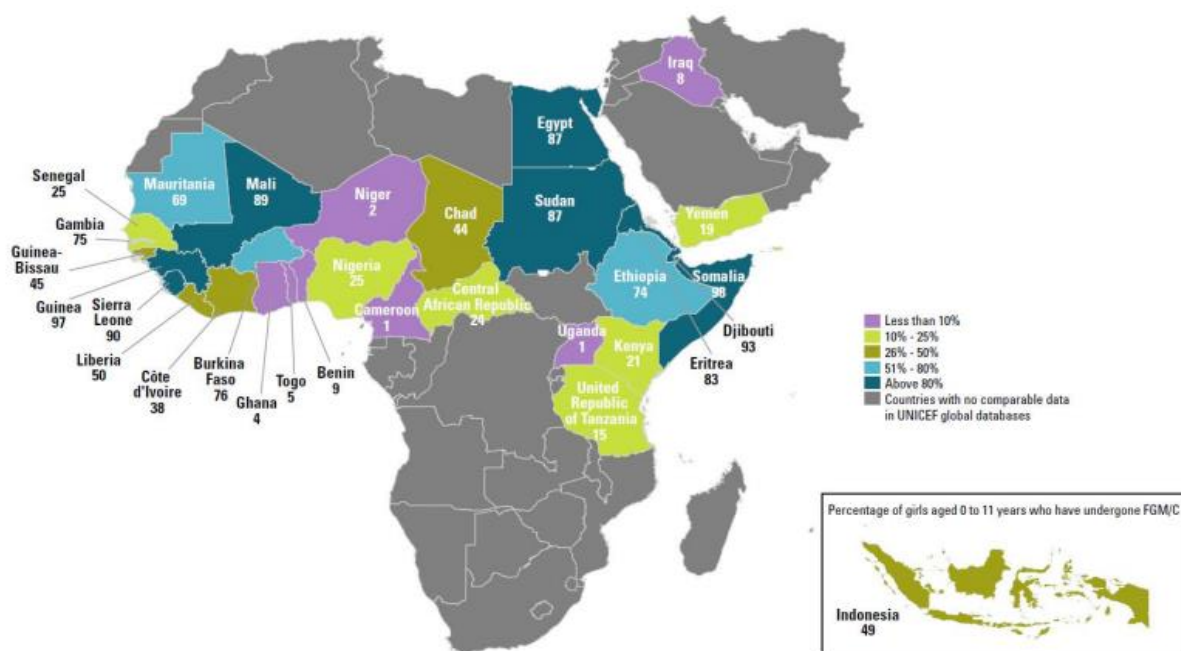 Iraq
8
Egypt
87
Senegal
25
Mauritania
69
Mali
89
Niger
2
Chad
44
Sudan
87
Yemen
19
Gambia
75
Guinea-
Bissau
45
Guinea
97
Sierra
Leone
90
Liberia
50
Côte
d'Ivoire
38
Burkina
Faso
76
Ghana
4
Togo
5
Benin
9
Nigeria
25
Cameroon
1
Central
African Republic
24
Ethiopia
74
Somalia
98
Djibouti
93
Eritrea
83
Uganda
1
Kenya
21
United
Republic
of Tanzania
15
Less than 10%
10% - 25%
26% - 50%
51% - 80%
Above 80%
Countries with no comparable data
in UNICEF global databases
Percentage of girls aged 0 to 11 years who have undergone FGM/C
Indonesia
49